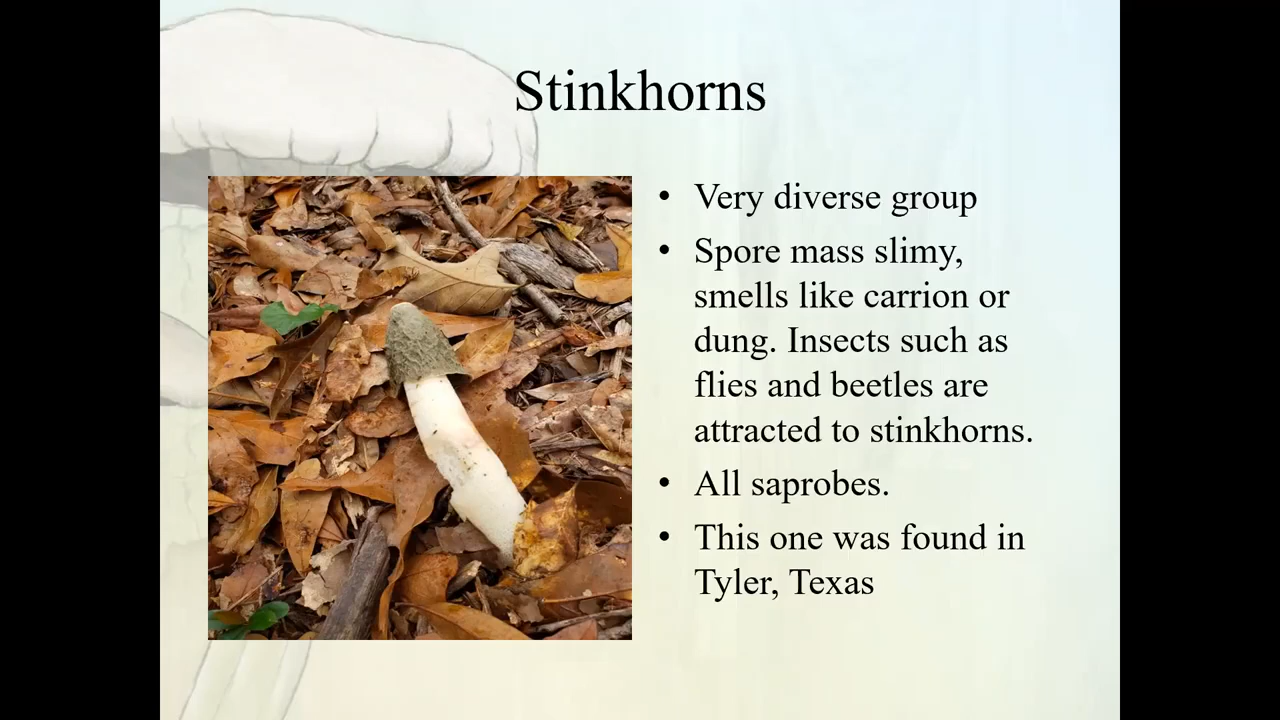 Stinkhorns
• Very diverse group
• Spore mass slimy,
smells like carrion or
dung. Insects such as
flies and beetles are
attracted to stinkhorns.
• All saprobes.
• This one was found in
Tyler, Texas